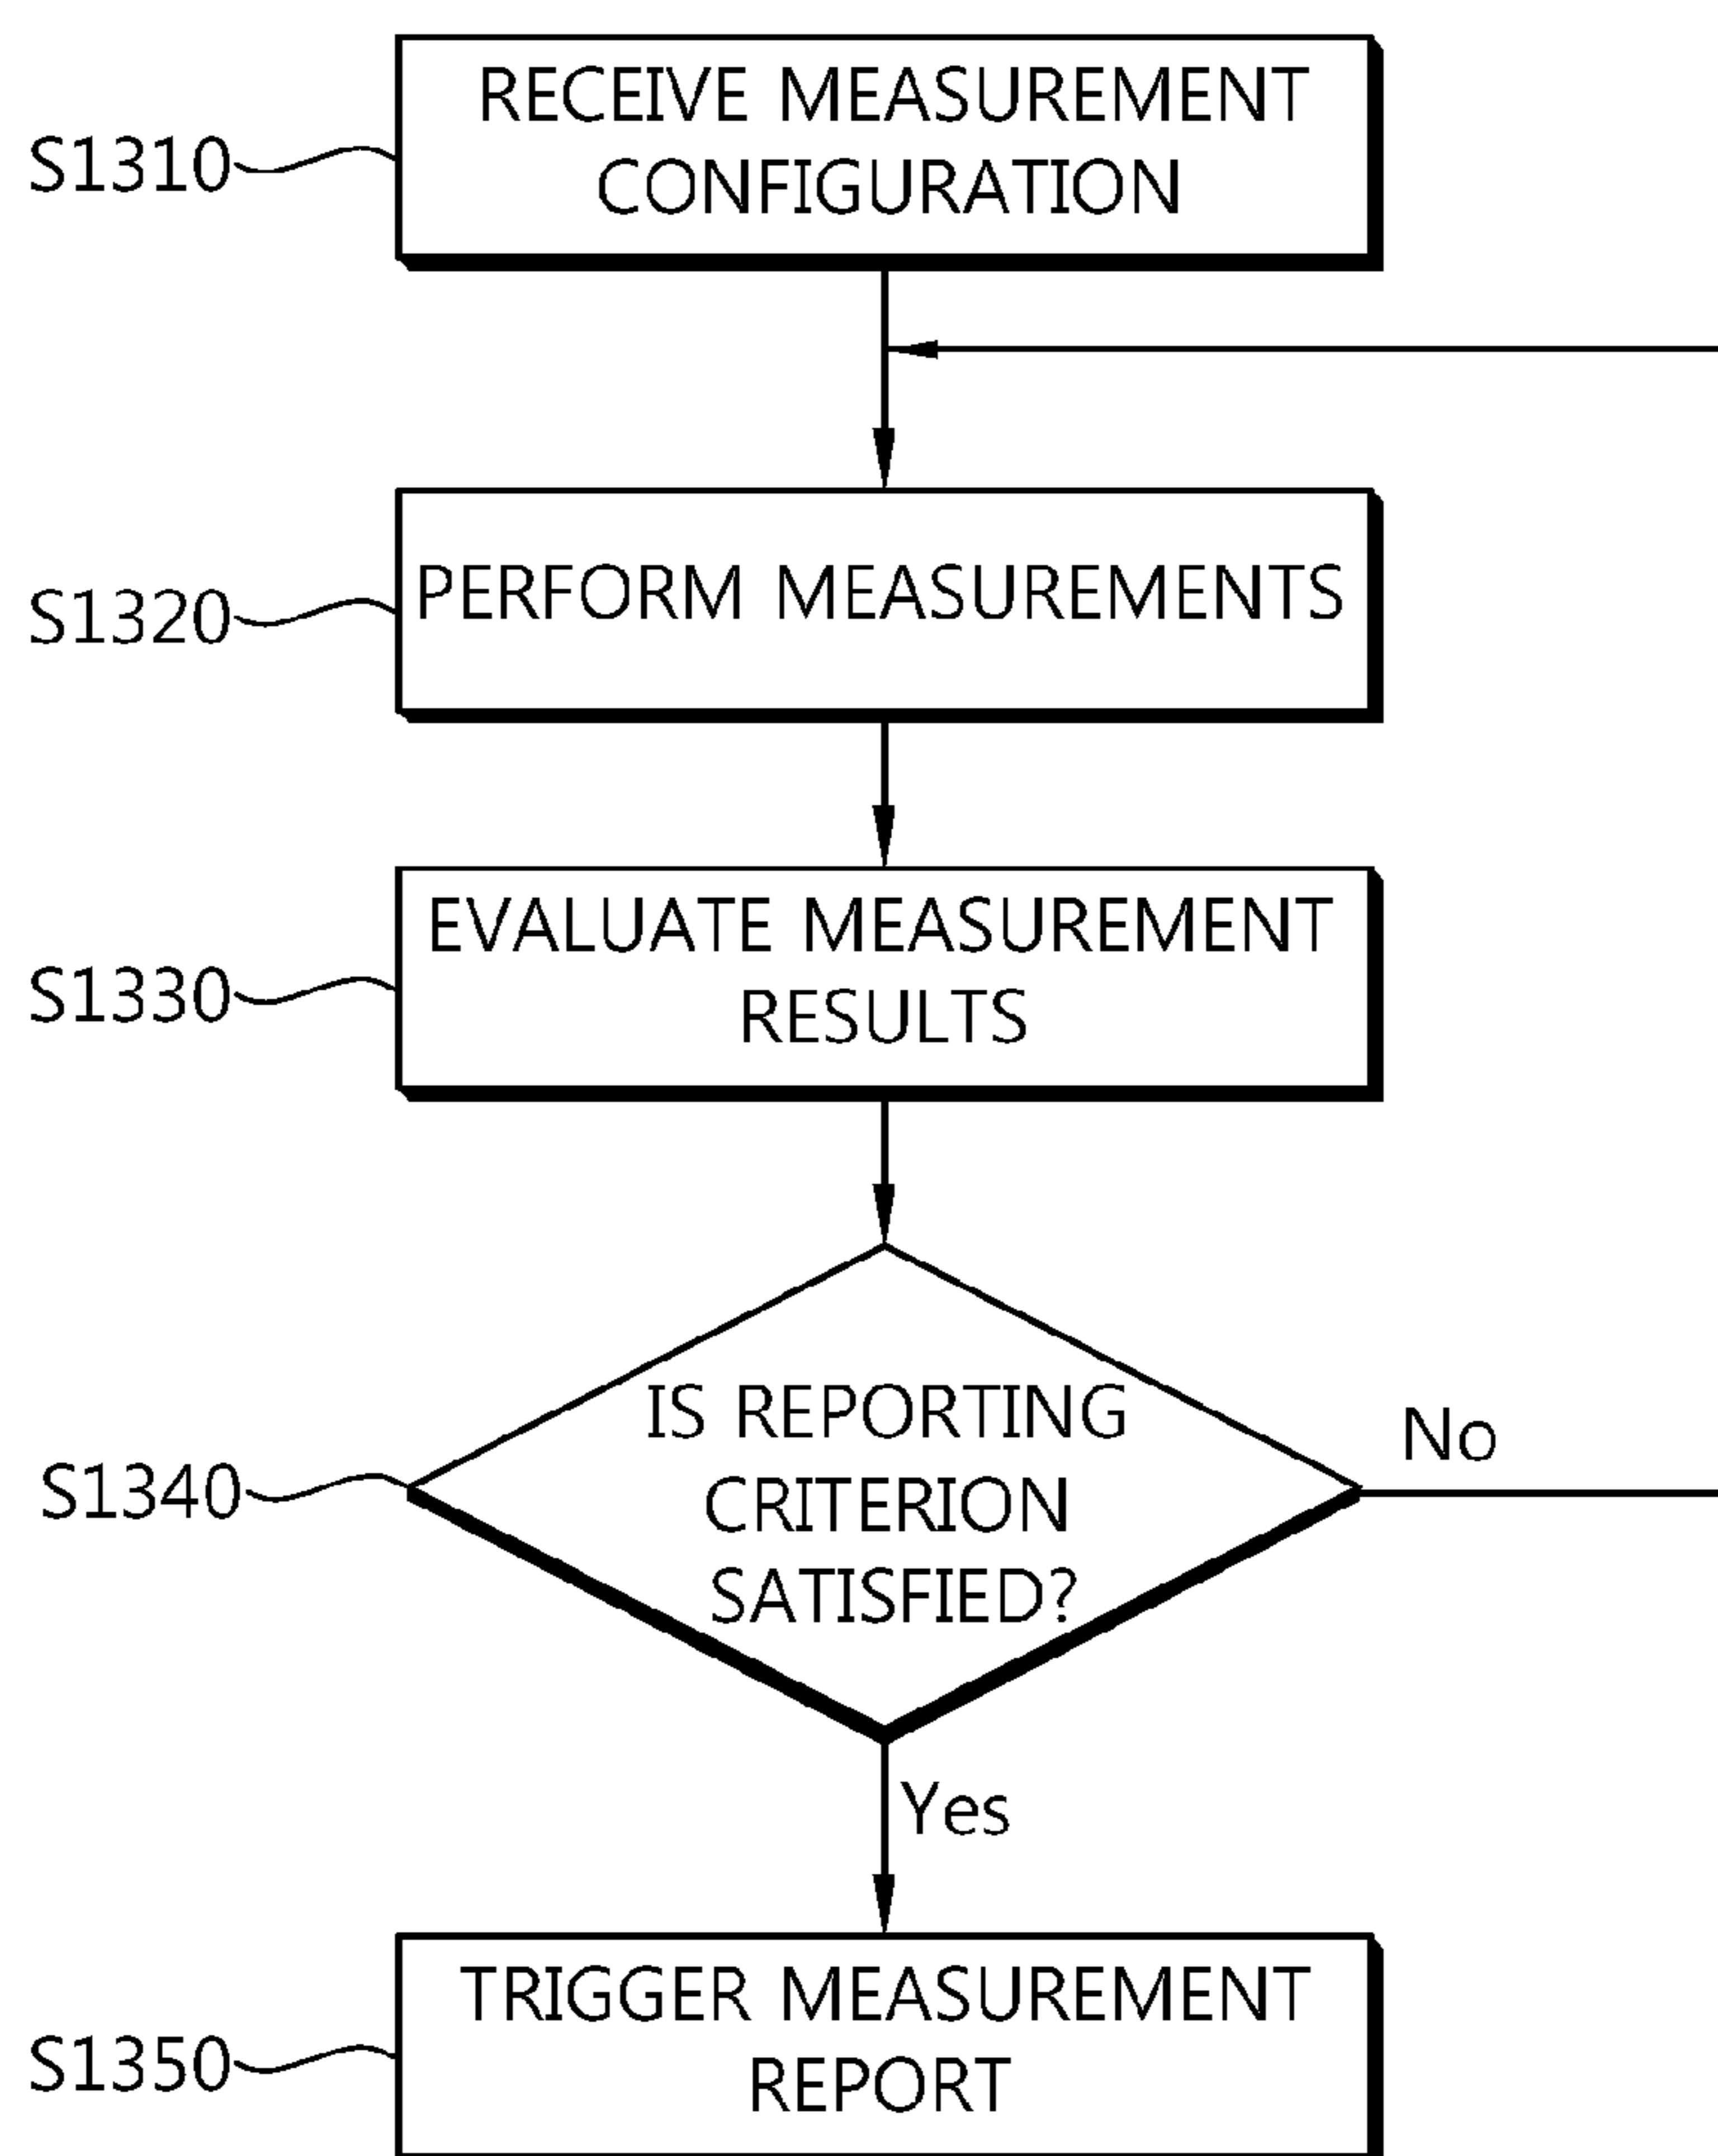 RECEIVE MEASUREMENT
CONFIGURATION
S1310
PERFORM MEASUREMENTS
S1320
EVALUATE MEASUREMENT
RESULTS
S1330
IS REPORTING
CRITERION
SATISFIED?
S1340
No
Yes
TRIGGER MEASUREMENT
REPORT
S1350